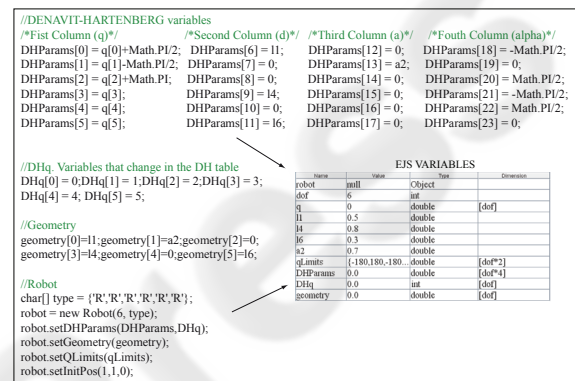 //DENAVIT-HARTENBERG variables
/*Fist Column (q)*/ /*Second Column (d)*/ /*Third Column (a)*/ /*Fouth Column (alpha)*/
DHParams[0] = q[0]+Math.PI/2; DHParams[6] = l1; DHParams[12] = 0; DHParams[18] = -Math.PI/2;
DHParams[1] = q[1]-Math.PI/2; DHParams[7] = 0; DHParams[13] = a2; DHParams[19] = 0;
DHParams[2] = q[2]+Math.PI; DHParams[8] = 0; DHParams[14] = 0; DHParams[20] = Math.PI/2;
DHParams[3] = q[3]; DHParams[9] = l4; DHParams[15] = 0; DHParams[21] = -Math.PI/2;
DHParams[4] = q[4]; DHParams[10] = 0; DHParams[16] = 0; DHParams[22] = Math.PI/2;
DHParams[5] = q[5]; DHParams[11] = l6; DHParams[17] = 0; DHParams[23] = 0;
//DHq. Variables that change in the DH table
DHq[0] = 0;DHq[1] = 1;DHq[2] = 2;DHq[3] = 3;
DHq[4] = 4; DHq[5] = 5;
//Geometry
geometry[0]=l1;geometry[1]=a2;geometry[2]=0;
geometry[3]=l4;geometry[4]=0;geometry[5]=l6;
//Robot
char[] type = {'R','R','R','R','R','R'};
robot = new Robot(6, type);
robot.setDHParams(DHParams,DHq);
robot.setGeometry(geometry);
robot.setQLimits(qLimits);
robot.setInitPos(1,1,0);
EJS VARIABLES
Name Value Type Dimension
robot null Object
dof 6 int
q 0 double [dof]
l1 0.5 double
l4 0.8 double
l6 0.3 double
a2 0.7 double
qLimits {-180,180,-180... double [dof*2]
DHParams 0.0 double [dof*4]
DHq 0.0 int [dof]
geometry 0.0 double [dof]